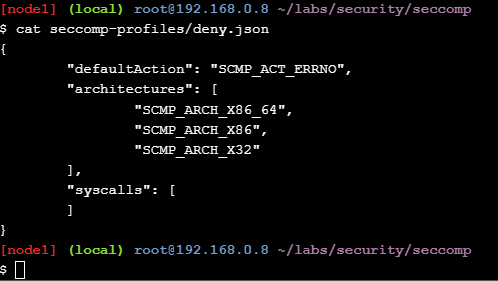 [node1] (local) root@192.168.0.8 ~/labs/security/seccomp
$ cat seccomp-profiles/deny.json
{
        "defaultAction": "SCMP_ACT_ERRNO",
        "architectures": [
                "SCMP_ARCH_X86_64",
                "SCMP_ARCH_X86",
                "SCMP_ARCH_X32"
        ],
        "syscalls": [
        ]
}
[node1] (local) root@192.168.0.8 ~/labs/security/seccomp
$